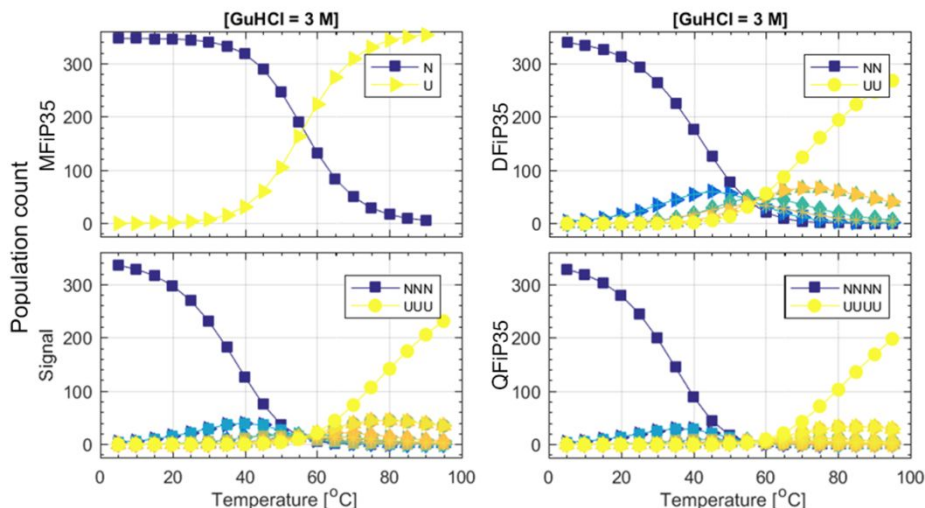 [GuHCl = 3 M]
[GuHCl = 3 M]
Population count
MFiP35
300
200
100
0
N
U
DFiP35
300
200
100
0
NN
UU
Signal
300
200
100
0
NNN
UUU
0 20 40 60 80 100
Temperature [°C]
QFiP35
300
200
100
0
NNNN
UUUU
0 20 40 60 80 100
Temperature [°C]